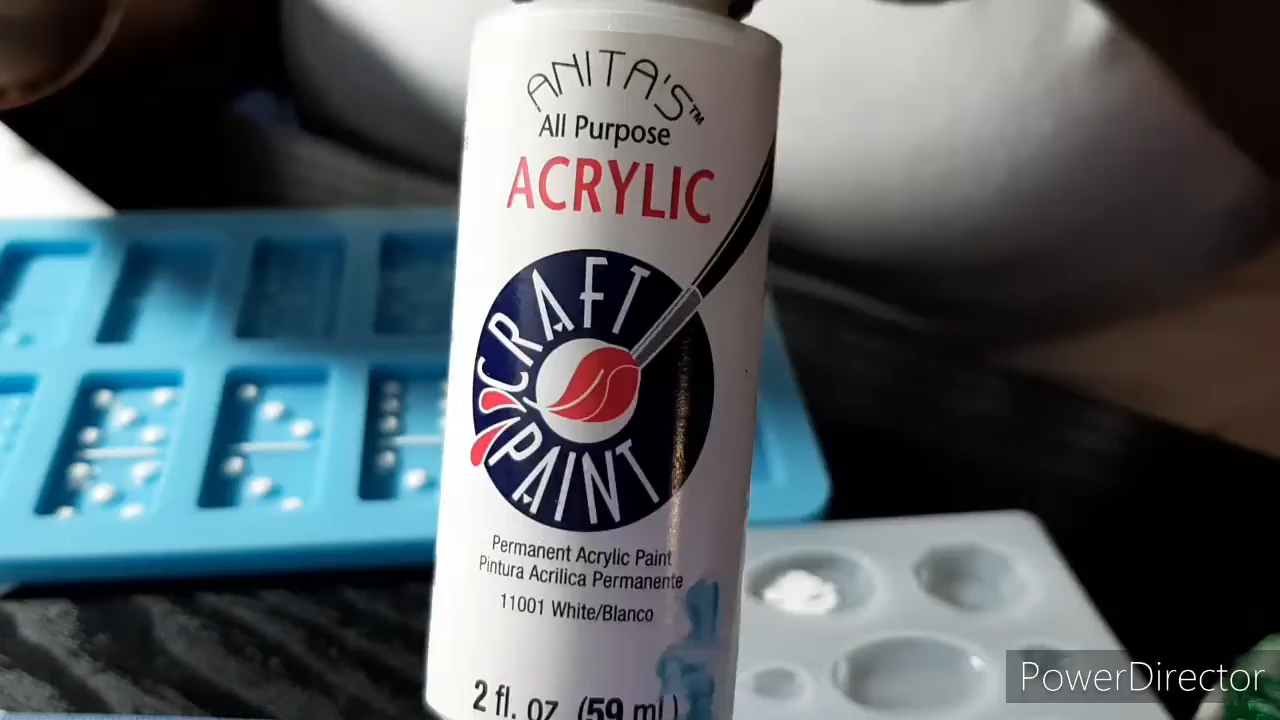 ANITA'S™
All Purpose
ACRYLIC
CRAFT
PAINT
Permanent Acrylic Paint
Pintura Acrilica Permanente
11001 White/Blanco
2 fl. oz (59 ml)
PowerDirector